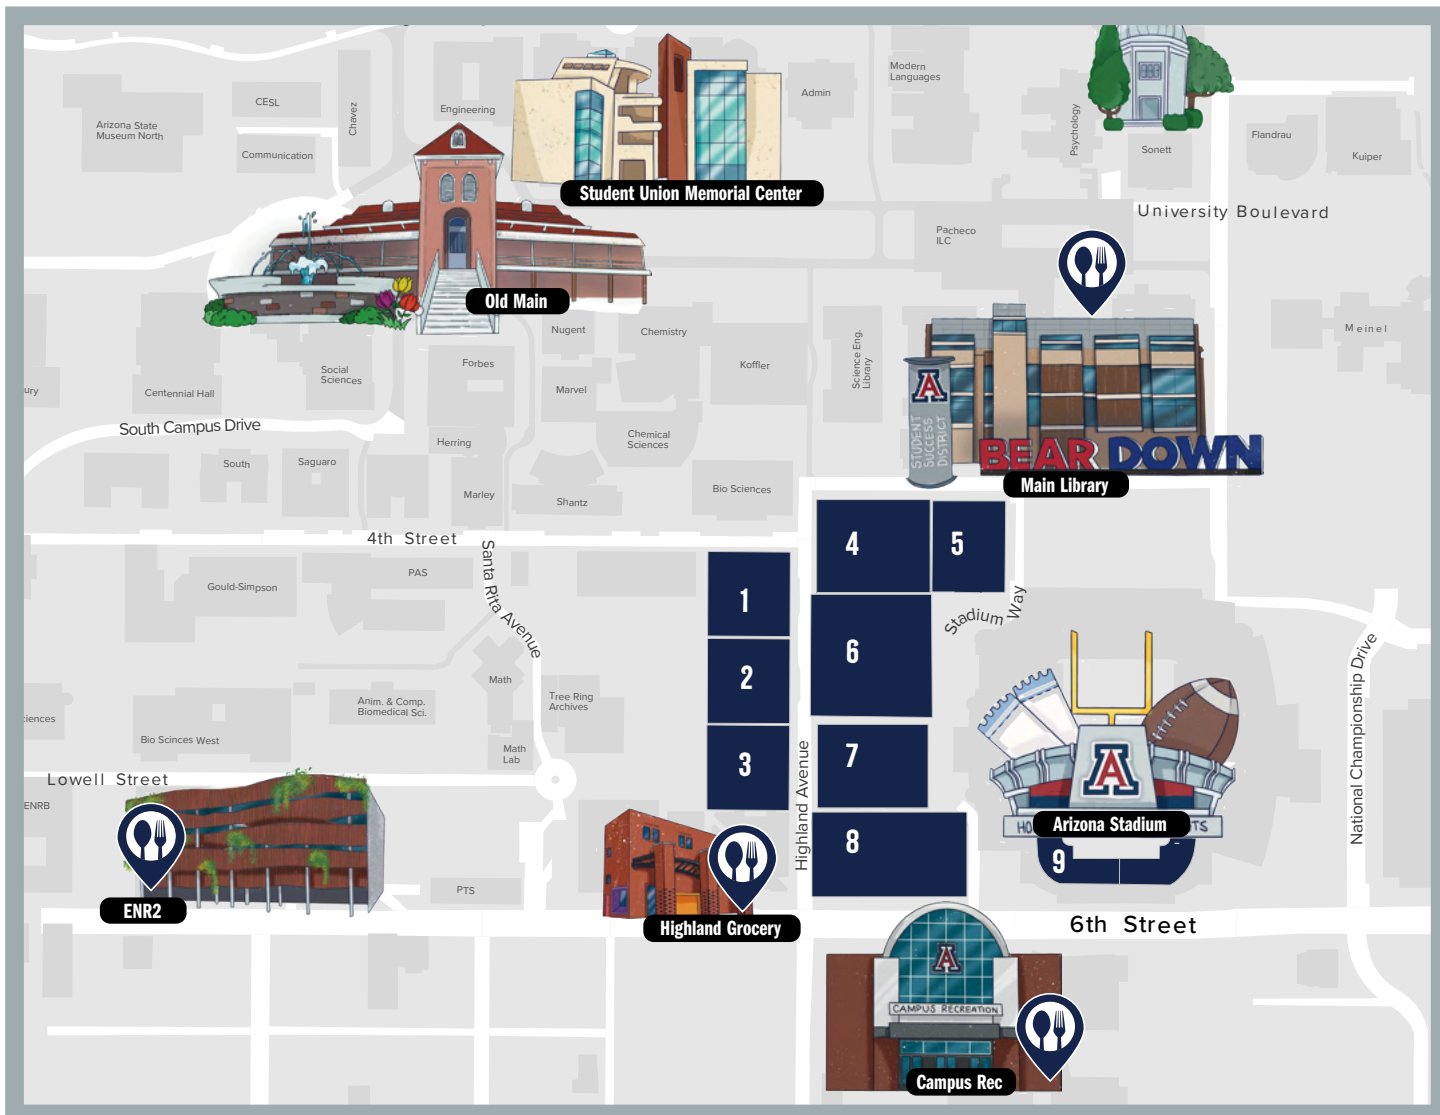 Modern
Languages
CESL
Chavez
Engineering
Admin
Arizona State
Museum North
Psychology
Flandrau
Communication
Sonett
Kuiper
Student Union Memorial Center
University Boulevard
Pacheco
ILC
Old Main
Nugent
Chemistry
Science Eng.
Library
Meinel
Forbes
Koffler
Social
Sciences
Centennial Hall
Marvel
ury
A
STUDENT
SUCCESS
DISTRICT
BEAR DOWN
South Campus Drive
Herring
Chemical
Sciences
South
Saguaro
Main Library
Marley
Shantz
Bio Sciences
4th Street
4
5
Santa Rita Avenue
PAS
Gould-Simpson
1
Stadium Way
6
2
Math
National Championship Drive
Anim. & Comp.
Biomedical Sci.
Tree Ring
Archives
iences
Bio Scinces West
Math
Lab
3
7
Highland Avenue
A
Lowell Street
ENRB
HO
TS
Arizona Stadium
8
9
PTS
ENR2
Highland Grocery
6th Street
A
CAMPUS RECREATION
Campus Rec